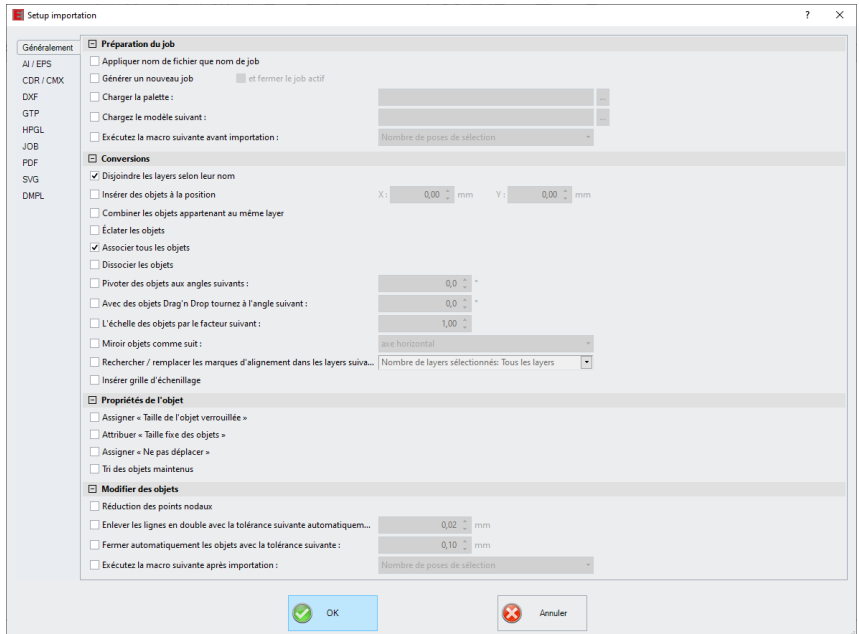 Setup importation
?
Généralement
AI / EPS
CDR / CMX
DXF
GTP
HPGL
JOB
PDF
SVG
DMPL
Préparation du job
Appliquer nom de fichier que nom de job
Générer un nouveau job et fermer le job actif
Charger la palette :
...
Chargez le modèle suivant :
...
Exécutez la macro suivante avant importation : Nombre de poses de sélection
Conversions
Disjoindre les layers selon leur nom
Insérer des objets à la position X : 0,00 mm Y : 0,00 mm
Combiner les objets appartenant au même layer
Éclater les objets
Associer tous les objets
Dissocier les objets
Pivoter des objets aux angles suivants : 0,0 °
Avec des objets Drag'n Drop tournez à l'angle suivant : 0,0 °
L'échelle des objets par le facteur suivant : 1,00
Miroir objets comme suit : axe horizontal
Rechercher / remplacer les marques d'alignement dans les layers suiva... Nombre de layers sélectionnés: Tous les layers
Insérer grille d'échenillage
Propriétés de l'objet
Assigner « Taille de l'objet verrouillée »
Attribuer « Taille fixe des objets »
Assigner « Ne pas déplacer »
Tri des objets maintenus
Modifier des objets
Réduction des points nodaux
Enlever les lignes en double avec la tolérance suivante automatiquem... 0,02 mm
Fermer automatiquement les objets avec la tolérance suivante : 0,10 mm
Exécutez la macro suivante après importation : Nombre de poses de sélection
OK
Annuler